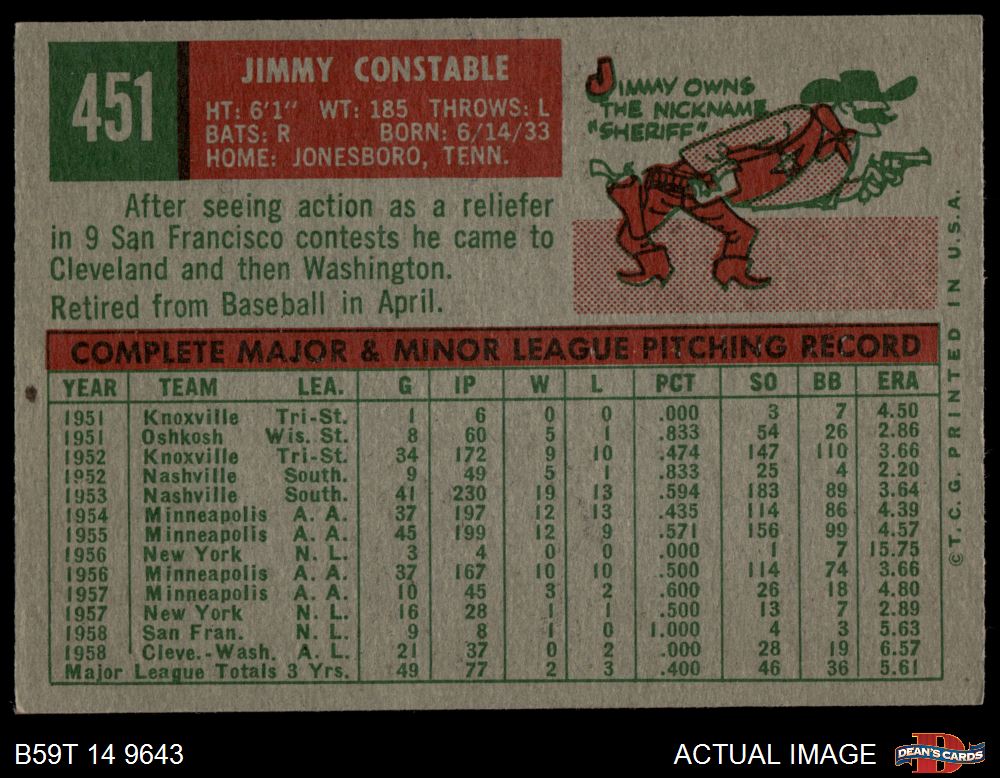 451
JIMMY CONSTABLE
HT: 6'1" WT: 185 THROWS: L
BATS: R BORN: 6/14/33
HOME: JONESBORO, TENN.
JIMMY OWNS
THE NICKNAME
"SHERIFF"
After seeing action as a reliefer
in 9 San Francisco contests he came to
Cleveland and then Washington.
Retired from Baseball in April.
COMPLETE MAJOR & MINOR LEAGUE PITCHING RECORD
YEAR TEAM LEA. G IP W L PCT SO BB ERA
1951 Knoxville Tri-St. 1 6 0 0 .000 3 7 4.50
1951 Oshkosh Wis. St. 8 60 5 1 .833 54 26 2.86
1952 Knoxville Tri-St. 34 172 9 10 .474 147 110 3.66
1952 Nashville South. 9 49 5 1 .833 25 4 2.20
1953 Nashville South. 41 230 19 13 .594 183 89 3.64
1954 Minneapolis A. A. 37 197 12 13 .435 114 86 4.39
1955 Minneapolis A. A. 45 199 12 9 .571 156 99 4.57
1956 New York N. L. 3 4 0 0 .000 1 7 15.75
1956 Minneapolis A. A. 37 167 10 10 .500 114 74 3.66
1957 Minneapolis A. A. 10 45 3 2 .600 26 18 4.80
1957 New York N. L. 16 28 1 1 .500 13 7 2.89
1958 San Fran. N. L. 9 8 1 0 1.000 4 3 5.63
1958 Cleve.-Wash. A. L. 21 37 0 2 .000 28 19 6.57
Major League Totals 3 Yrs. 49 77 2 3 .400 46 36 5.61
©T.C.G. PRINTED IN U.S.A.
B59T 14 9643
ACTUAL IMAGE
DEAN'S CARDS